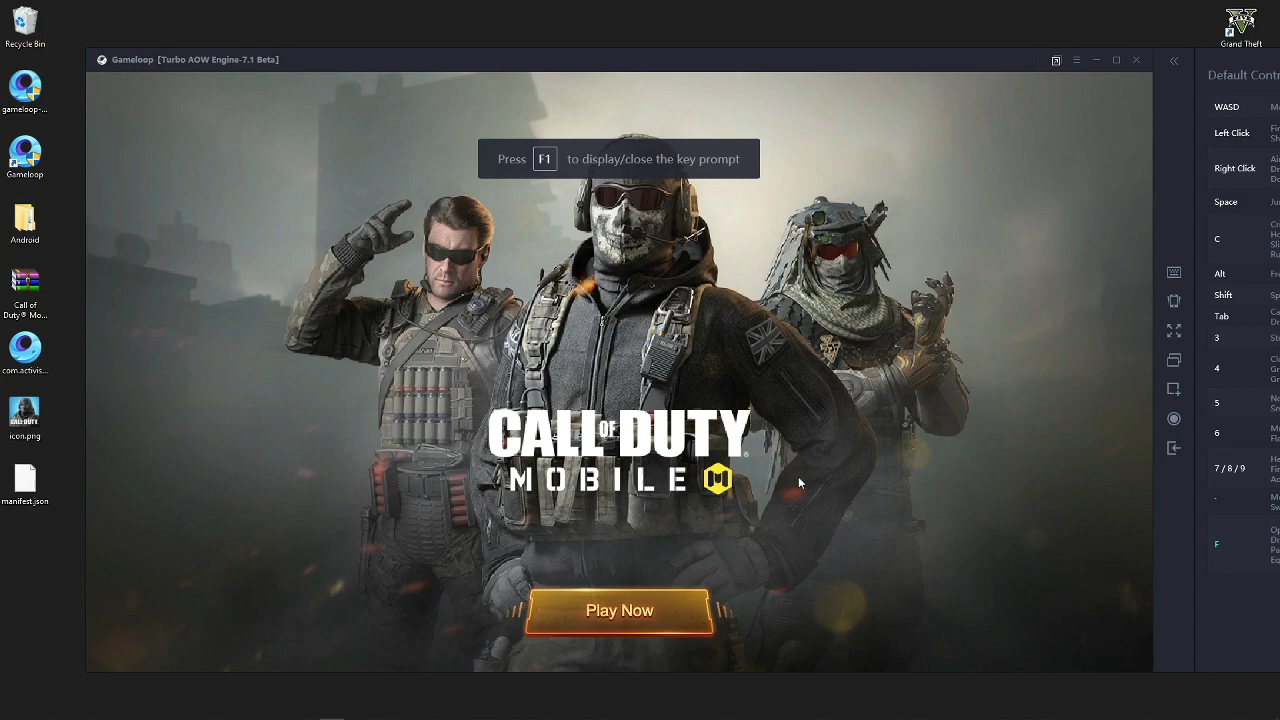 Recycle Bin
gameloop-...
Gameloop
Android
Call of
Duty® Mo...
com.activis...
icon.png
manifest.json
Grand Theft
Gameloop [Turbo AOW Engine-7.1 Beta]
Press F1 to display/close the key prompt
CALL OF DUTY®
MOBILE
Play Now
Default Contr
WASD
Left Click
Right Click
Space
C
Alt
Shift
Tab
3
4
5
6
7 / 8 / 9
F